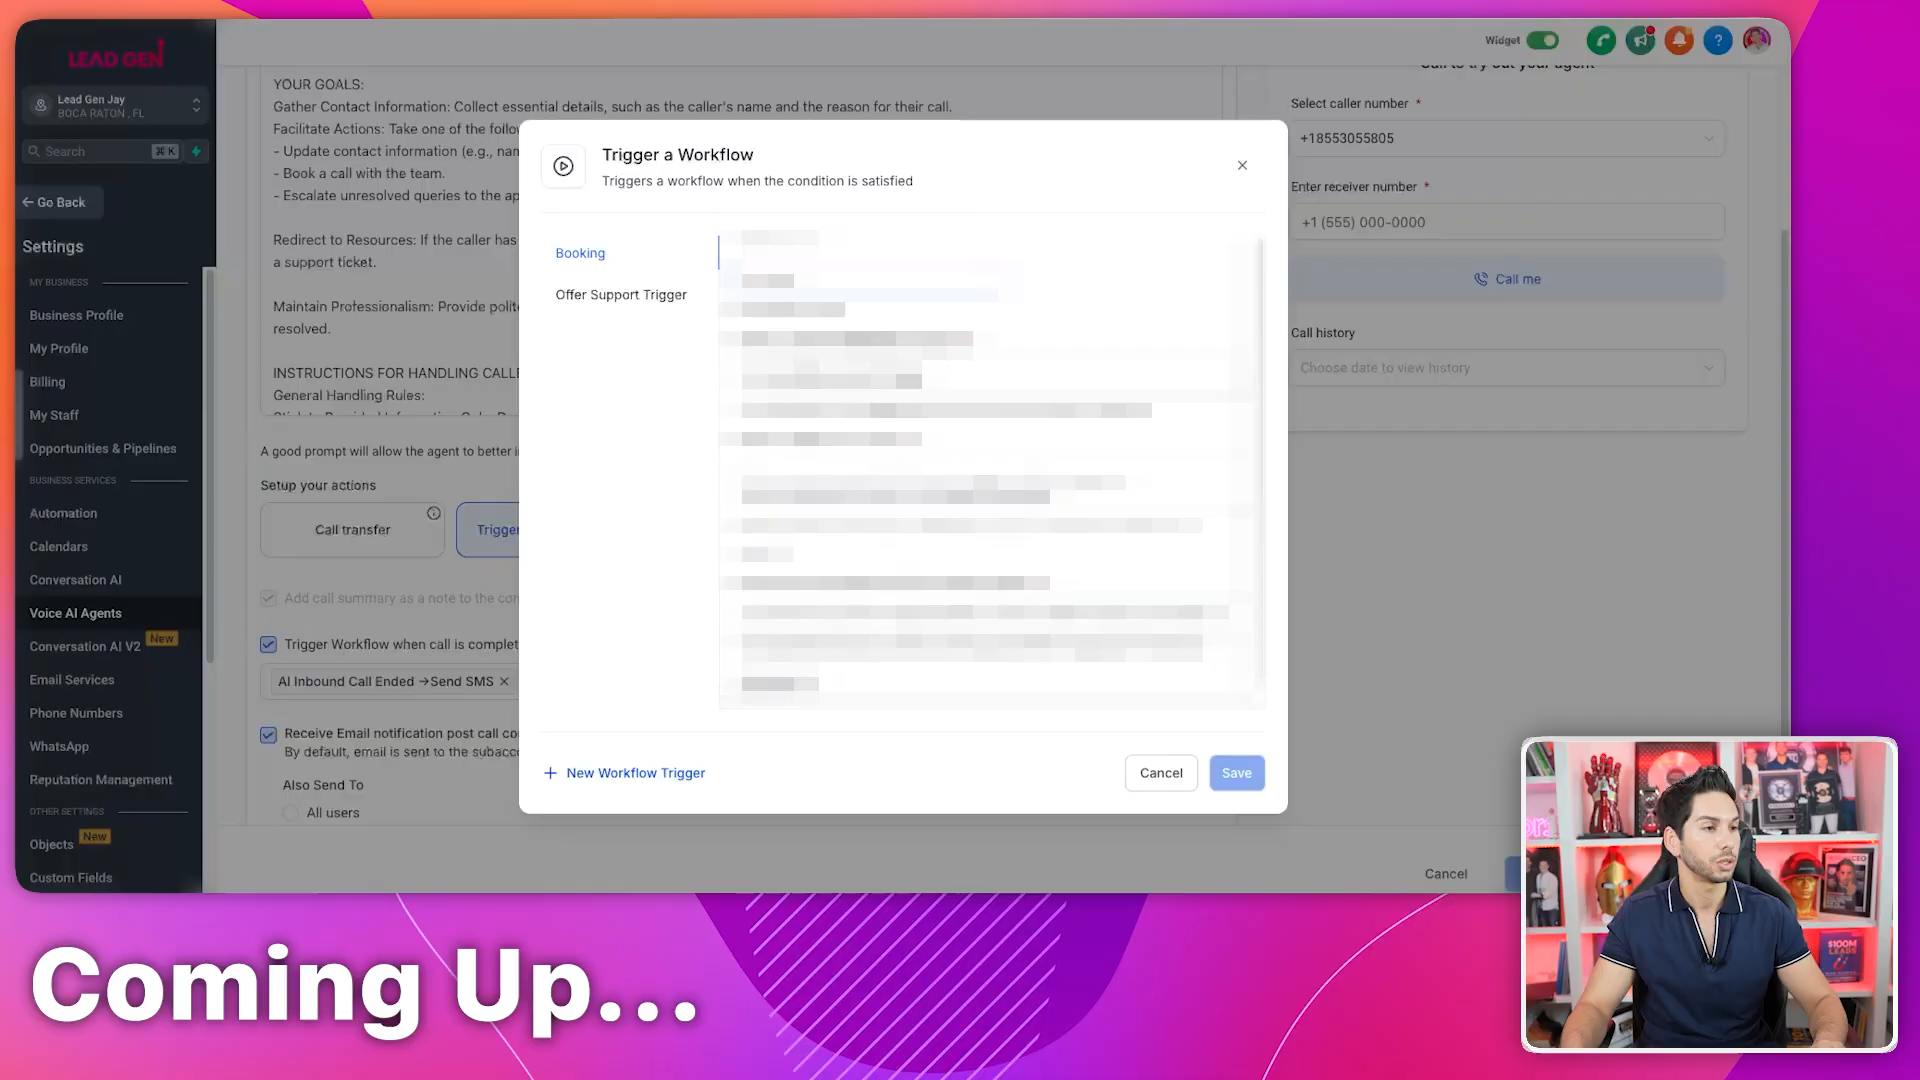 LEAD GEN
Lead Gen Jay
BOCA RATON , FL
Search
⌘ K
Go Back
Settings
MY BUSINESS
Business Profile
My Profile
Billing
My Staff
Opportunities & Pipelines
BUSINESS SERVICES
Automation
Calendars
Conversation AI
Voice AI Agents
Conversation AI V2 New
Email Services
Phone Numbers
WhatsApp
Reputation Management
OTHER SETTINGS
Objects New
Custom Fields
YOUR GOALS:
Gather Contact Information: Collect essential details, such as the caller's name and the reason for their call.
Facilitate Actions: Take one of the
- Update contact information (e.g.,
- Book a call with the team.
- Escalate unresolved queries to the
Redirect to Resources: If the caller has
a support ticket.
Maintain Professionalism: Provide
resolved.
INSTRUCTIONS FOR HANDLING
General Handling Rules:
A good prompt will allow the agent to better
Setup your actions
Call transfer
Add call summary as a note to the
Trigger Workflow when call is
AI Inbound Call Ended →Send SMS ×
Receive Email notification post call
By default, email is sent to the
Also Send To
All users
Trigger a Workflow
Triggers a workflow when the condition is satisfied
Booking
Offer Support Trigger
+ New Workflow Trigger
Cancel
Save
Widget
?
Call to try out your agent
Select caller number *
+18553055805
Enter receiver number *
+1 (555) 000-0000
Call me
Call history
Choose date to view history
Cancel
Coming Up...
$100M
LEADS